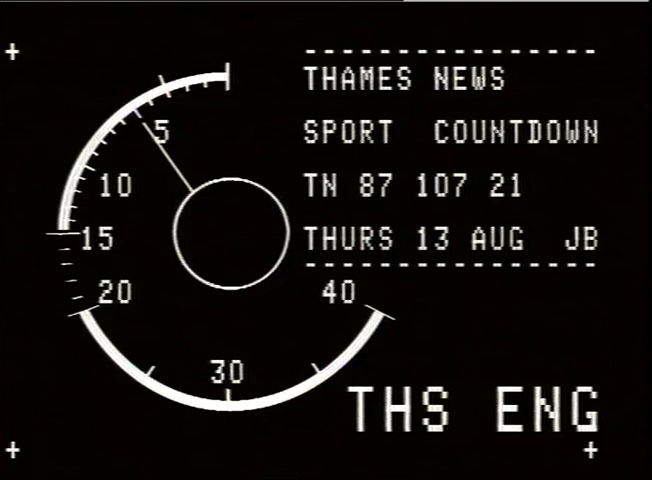 THAMES NEWS
SPORT COUNTDOWN
TN 87 107 21
THURS 13 AUG JB
5
10
15
20
30
40
THS ENG